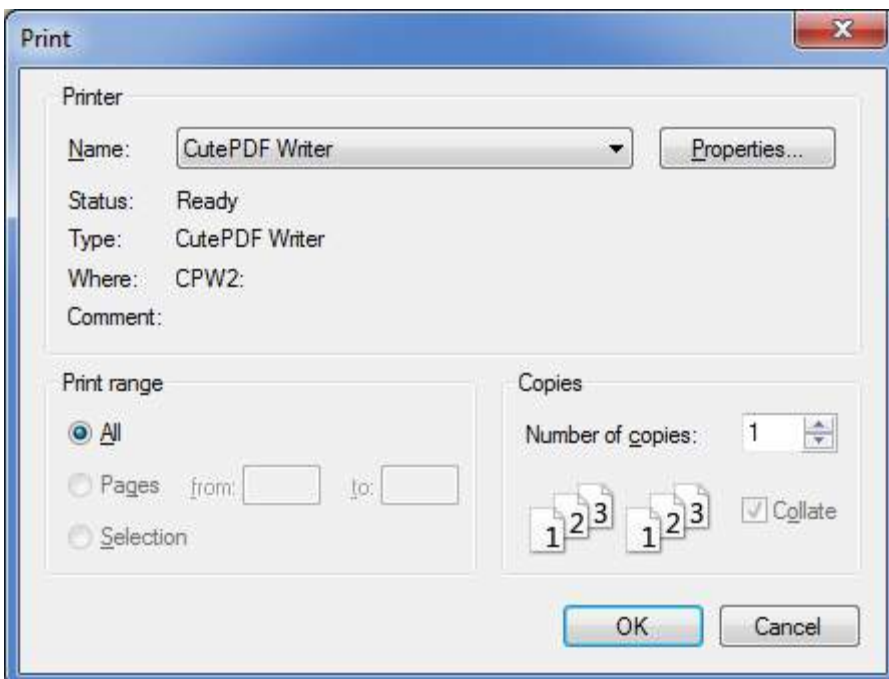 Print
Printer
Name: CutePDF Writer Properties...
Status: Ready
Type: CutePDF Writer
Where: CPW2:
Comment:
Print range
All
Pages from: to:
Selection
Copies
Number of copies: 1
1 2 3 1 2 3
Collate
OK Cancel